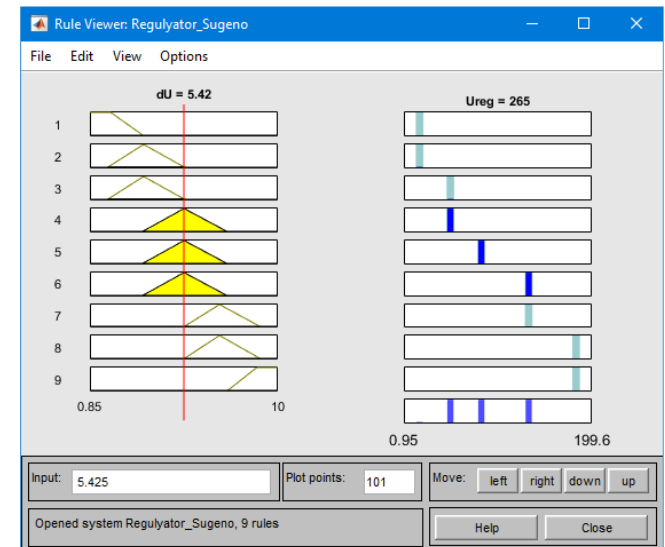 Rule Viewer: Regulyator_Sugeno
File Edit View Options
dU = 5.42
Ureg = 265
1
2
3
4
5
6
7
8
9
0.85 10
0.95 199.6
Input: 5.425
Plot points: 101
Move: left right down up
Opened system Regulyator_Sugeno, 9 rules
Help Close